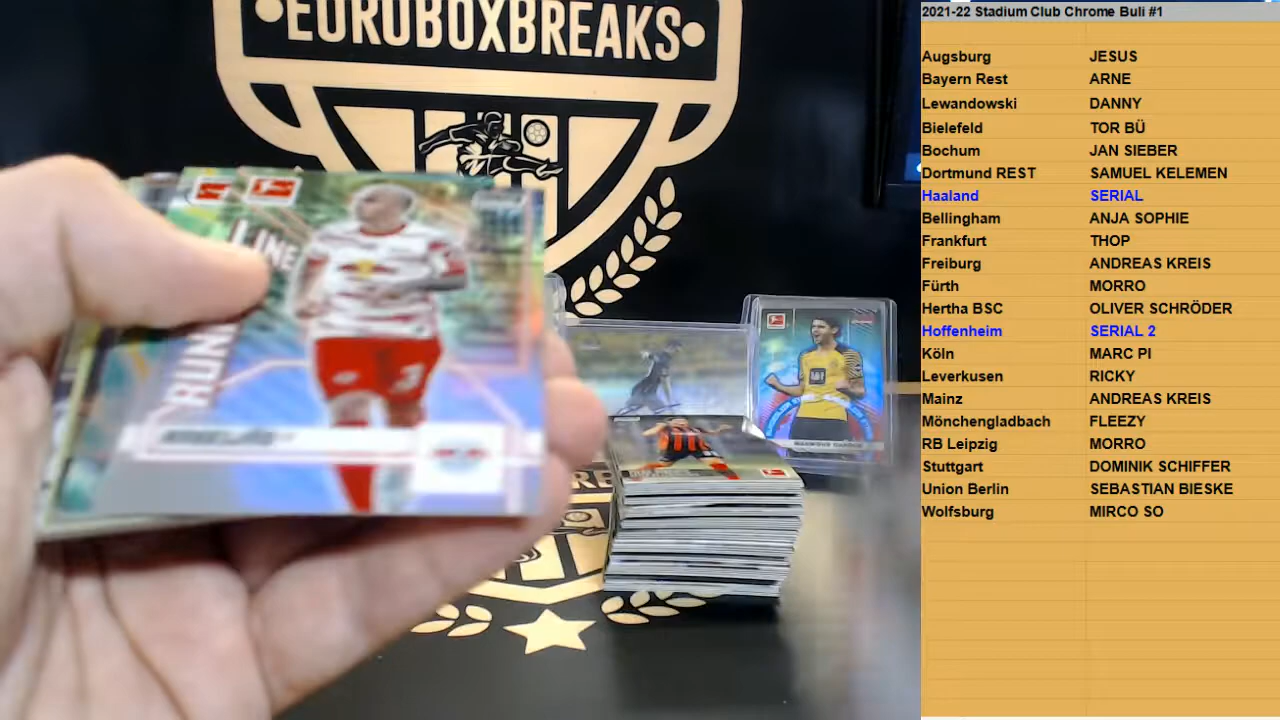 EUROBOXBREAKS
LINE
RUNN
3
2021-22 Stadium Club Chrome Buli #1
Augsburg JESUS
Bayern Rest ARNE
Lewandowski DANNY
Bielefeld TOR BÜ
Bochum JAN SIEBER
Dortmund REST SAMUEL KELEMEN
Haaland SERIAL
Bellingham ANJA SOPHIE
Frankfurt THOP
Freiburg ANDREAS KREIS
Fürth MORRO
Hertha BSC OLIVER SCHRÖDER
Hoffenheim SERIAL 2
Köln MARC PI
Leverkusen RICKY
Mainz ANDREAS KREIS
Mönchengladbach FLEEZY
RB Leipzig MORRO
Stuttgart DOMINIK SCHIFFER
Union Berlin SEBASTIAN BIESKE
Wolfsburg MIRCO SO